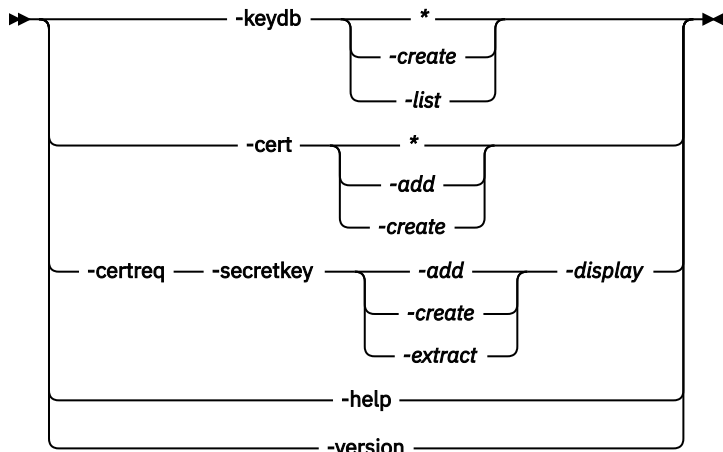 -keydb *
-create
-list
-cert *
-add
-create
-certreq -secretkey -add -display
-create
-extract
-help
-version